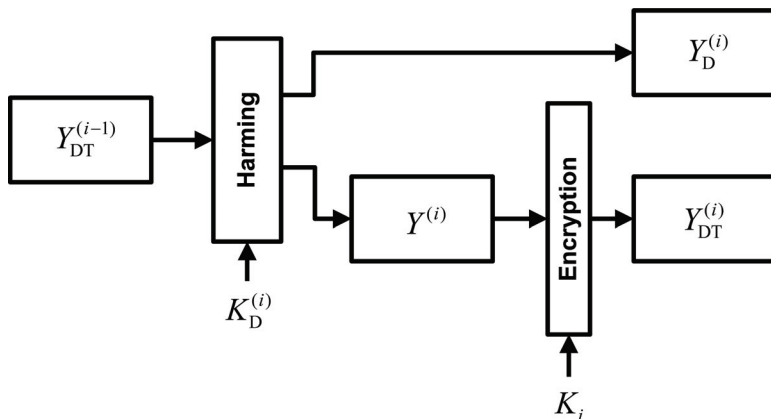 Y_D^(i)
Y_DT^(i−1)
Harming
Y^(i)
Encryption
Y_DT^(i)
K_D^(i)
K_i